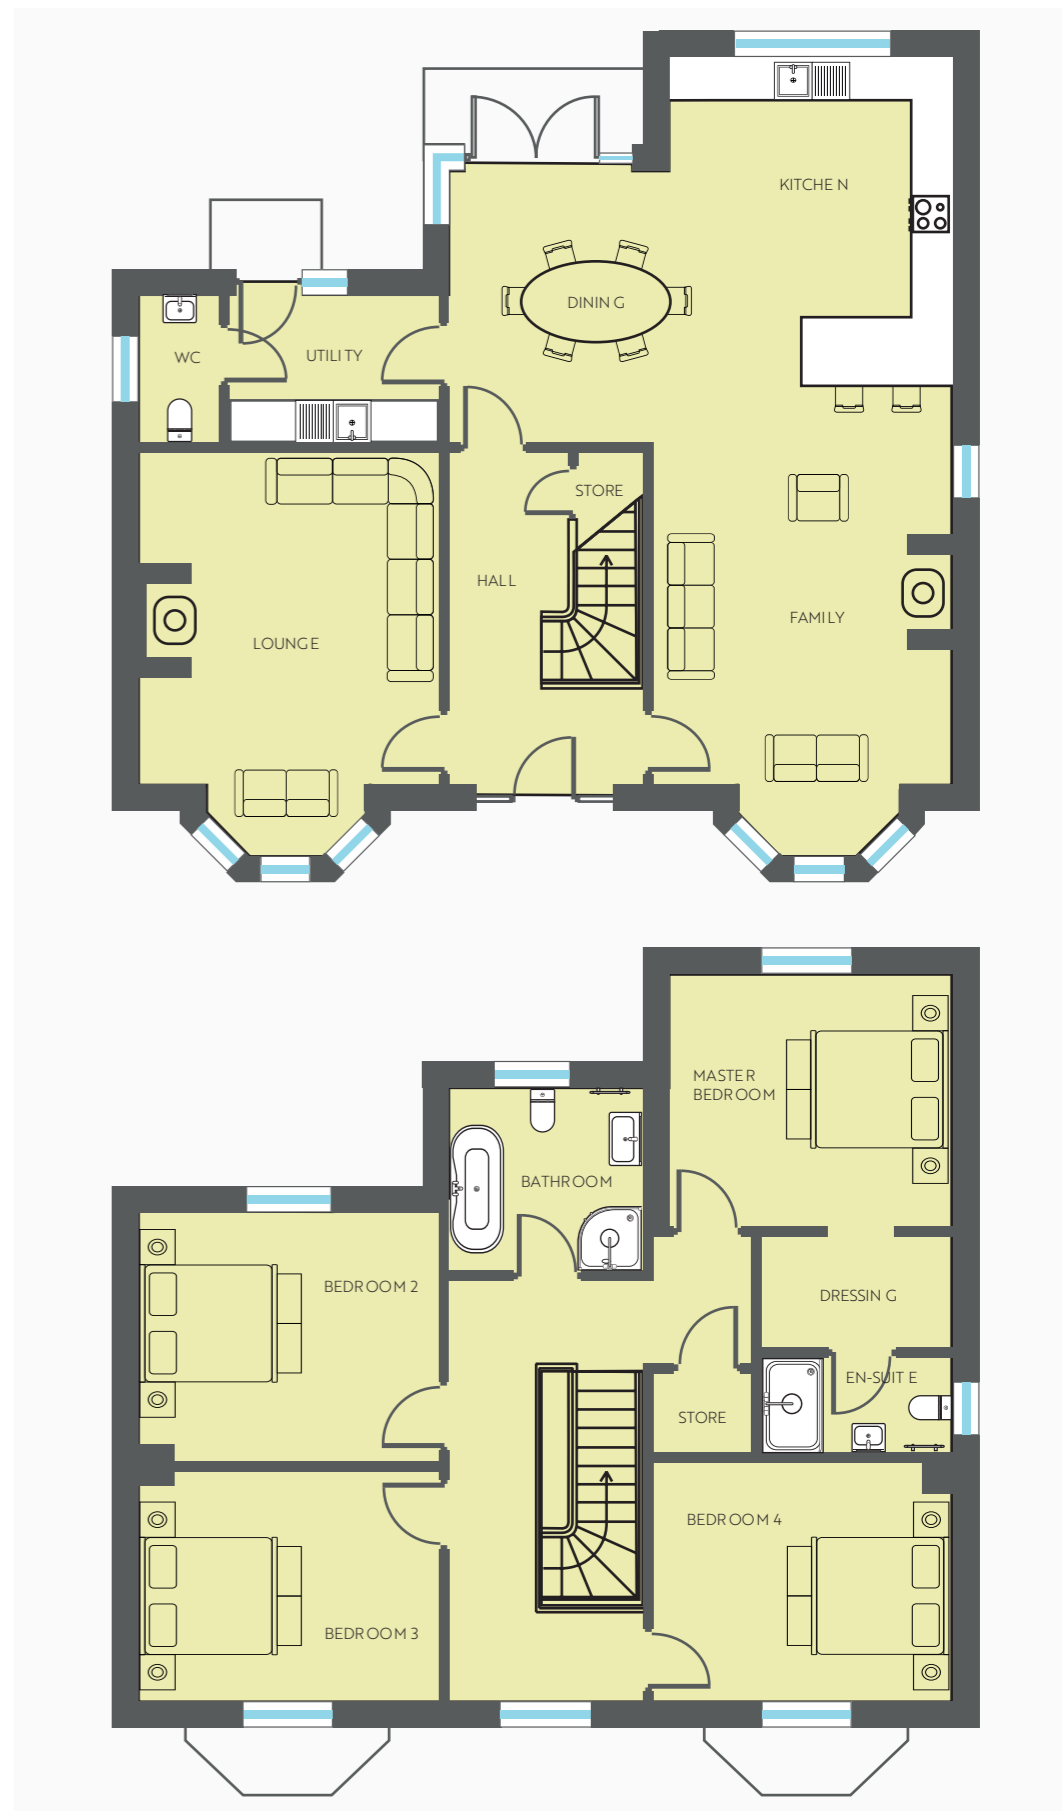 KITCHEN
DINING
WC
UTILITY
STORE
HALL
FAMILY
LOUNGE
MASTER
BEDROOM
BATHROOM
BEDROOM 2
DRESSING
EN-SUITE
STORE
BEDROOM 4
BEDROOM 3